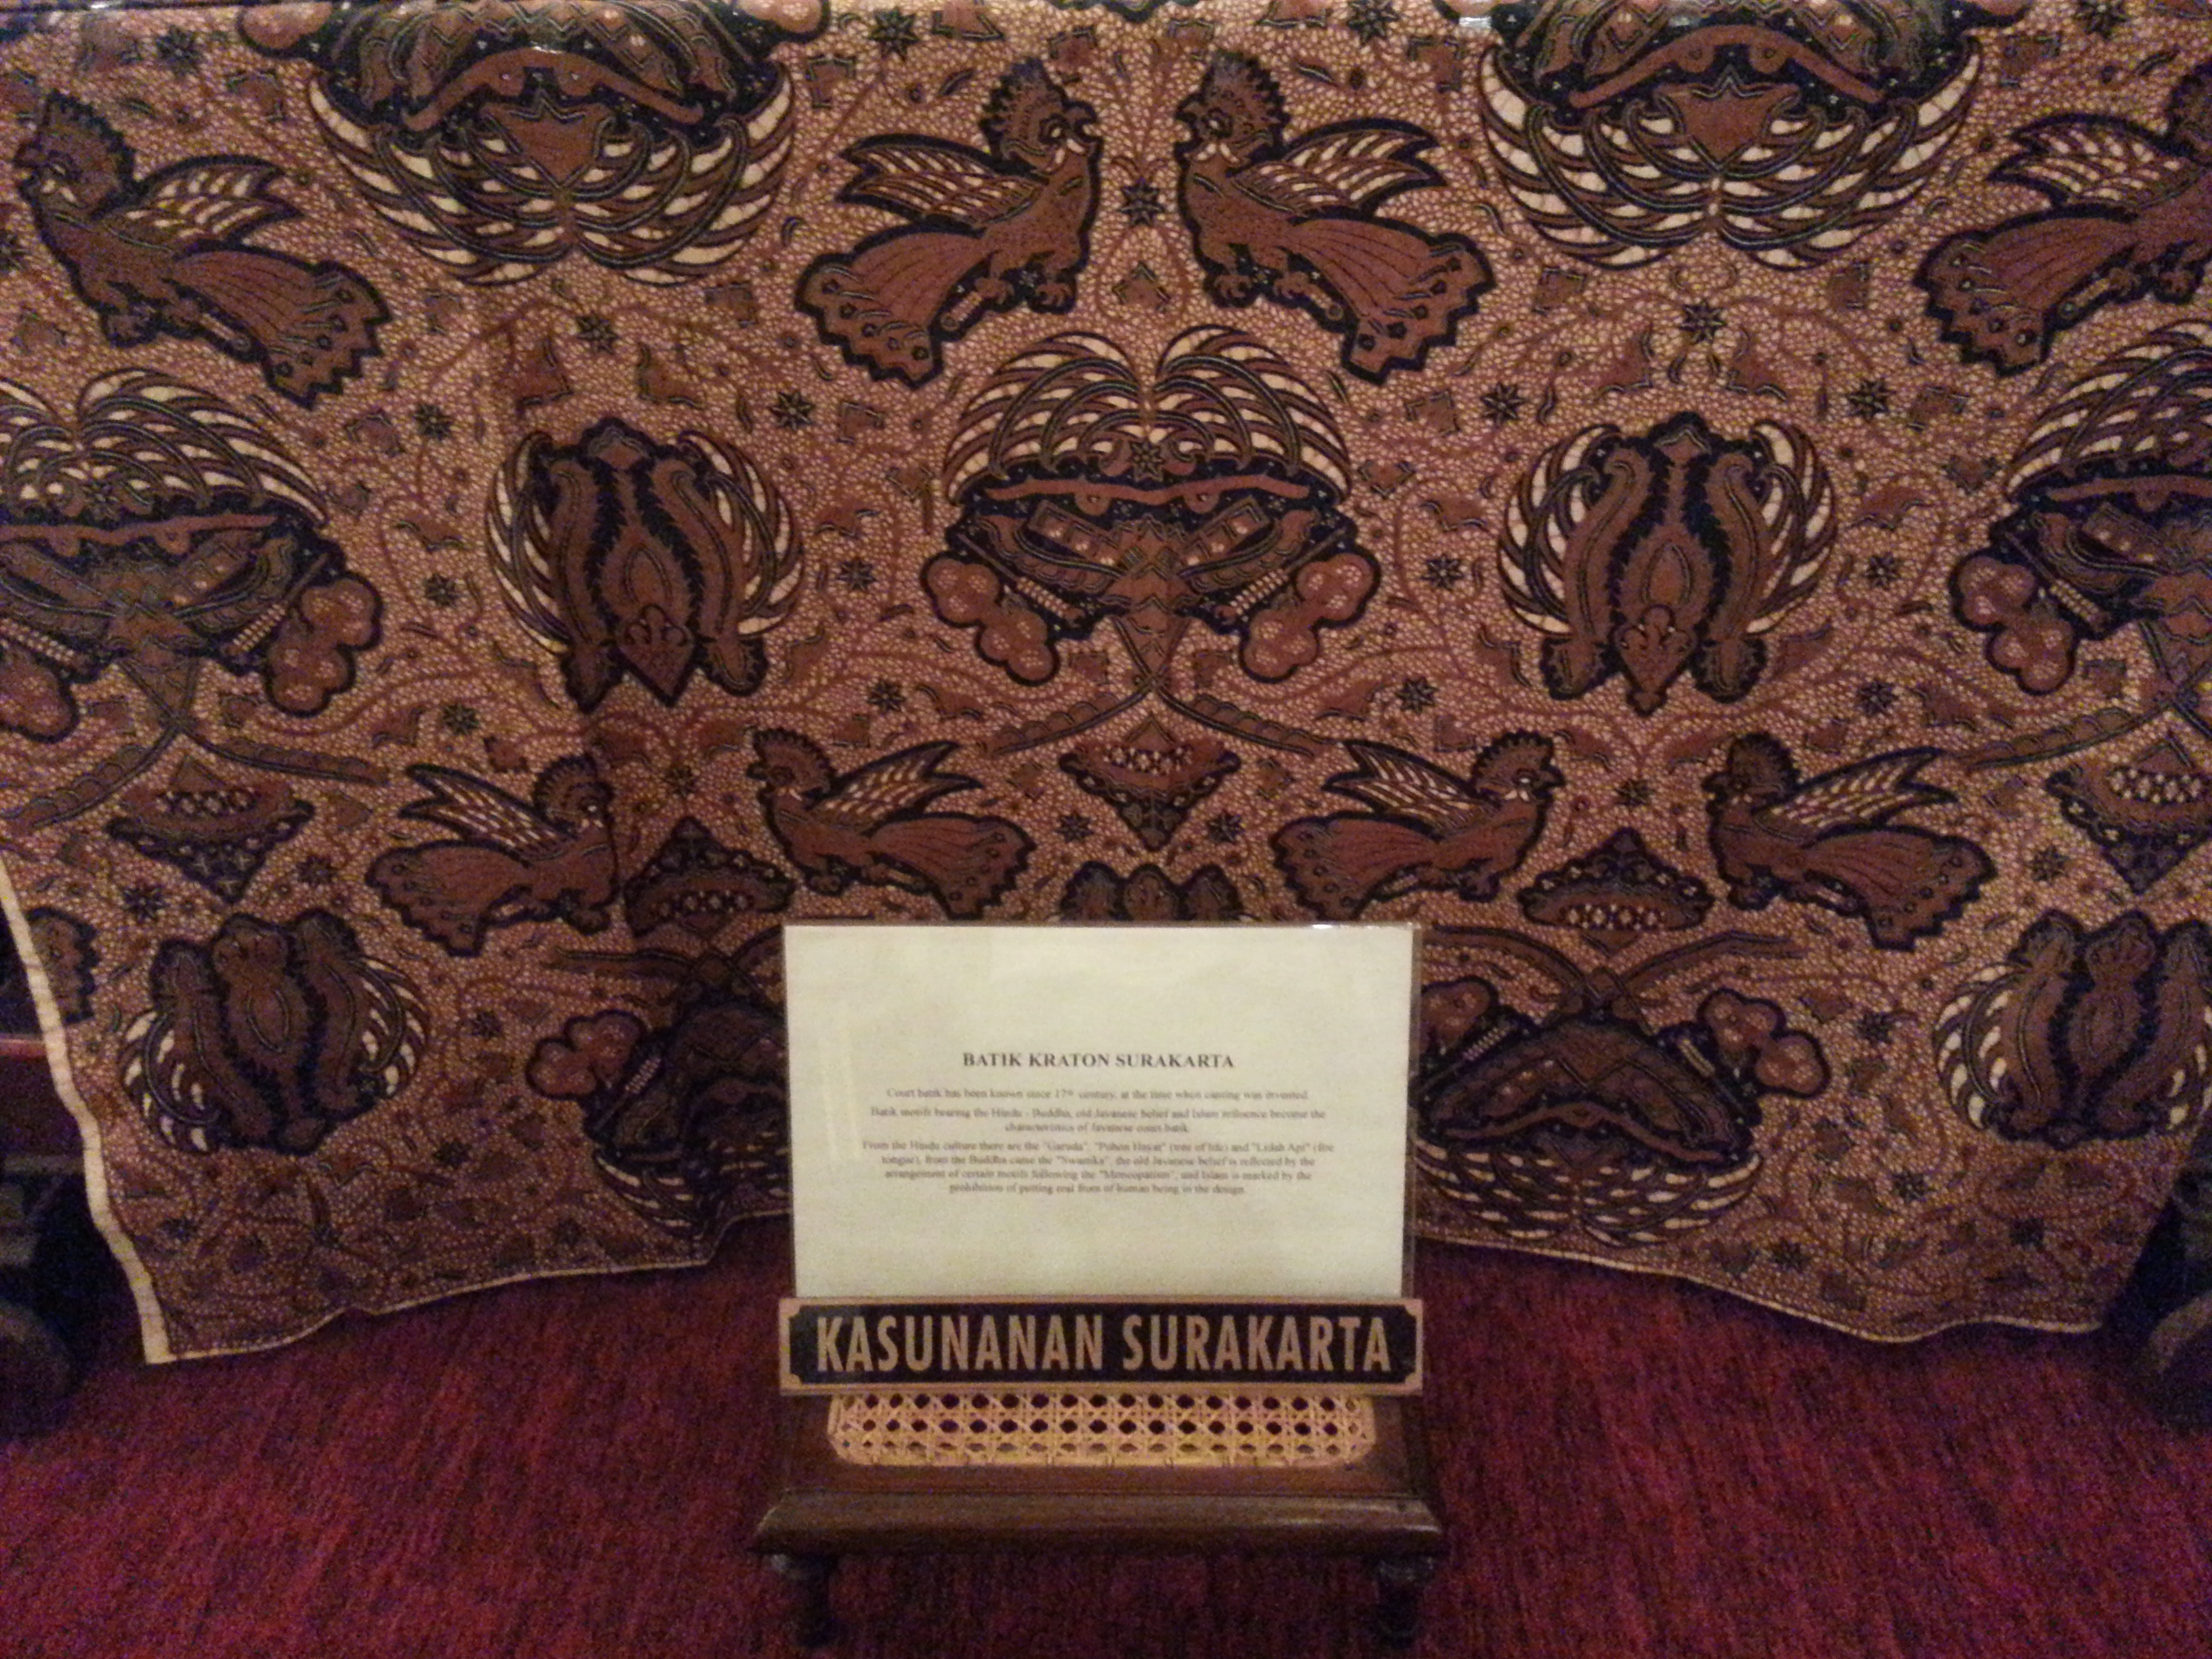 BATIK KRATON SURAKARTA
Court batik has been known since 17th century, at the time when canting was invented.
Batik motifs bearing the Hindu - Buddha, old Javanese belief and Islam influence become the
characteristics of Javanese court batik.
From the Hindu culture there are the "Garuda", "Pohon Hayat" (tree of life) and "Lidah Api" (fire
tongue), from the Buddha came the "Swastika", the old Javanese belief is reflected by the
arrangement of certain motifs following the "Moncopatism", and Islam is marked by the
prohibition of putting real from of human being in the design.
KASUNANAN SURAKARTA